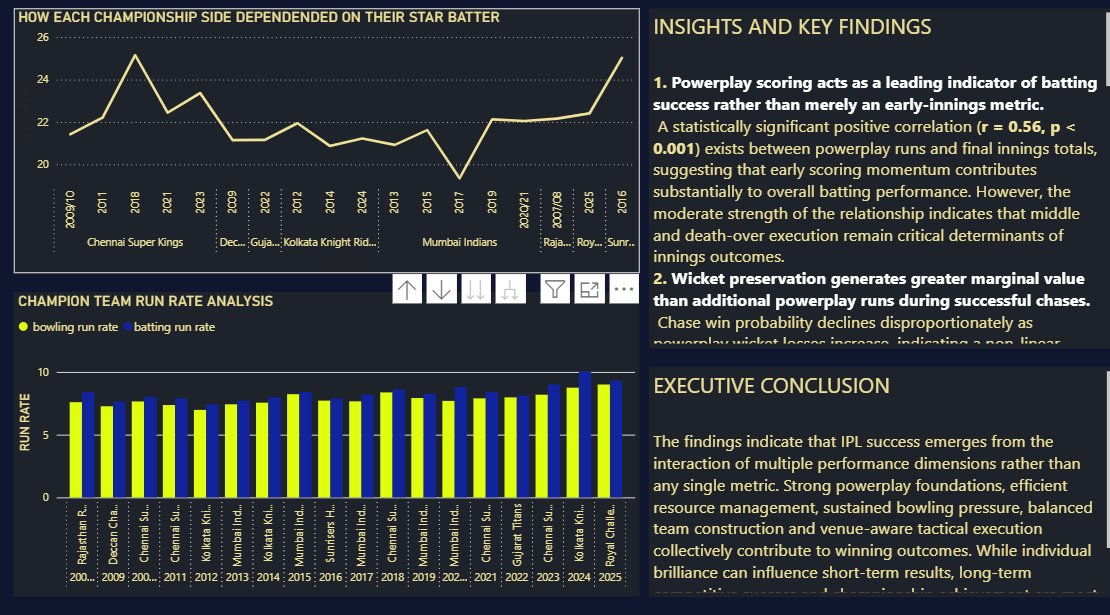 HOW EACH CHAMPIONSHIP SIDE DEPENDENDED ON THEIR STAR BATTER
26
24
22
20
2009/10 2011 2018 2021 2023 2009 2022 2012 2014 2024 2013 2015 2017 2019 2020/21 2007/08 2025 2016
Chennai Super Kings Dec... Guja... Kolkata Knight Rid... Mumbai Indians Raja... Roy... Sunr...
CHAMPION TEAM RUN RATE ANALYSIS
bowling run rate batting run rate
10
5
0
RUN RATE
Rajasthan R... Deccan Cha... Chennai Su... Chennai Su... Kolkata Kni... Mumbai Ind... Kolkata Kni... Mumbai Ind... Sunrisers H... Mumbai Ind... Chennai Su... Mumbai Ind... Mumbai Ind... Chennai Su... Gujarat Titans Chennai Su... Kolkata Kni... Royal Challe...
200... 2009 200... 2011 2012 2013 2014 2015 2016 2017 2018 2019 202... 2021 2022 2023 2024 2025
INSIGHTS AND KEY FINDINGS
1. Powerplay scoring acts as a leading indicator of batting
success rather than merely an early-innings metric.
A statistically significant positive correlation (r = 0.56, p <
0.001) exists between powerplay runs and final innings totals,
suggesting that early scoring momentum contributes
substantially to overall batting performance. However, the
moderate strength of the relationship indicates that middle
and death-over execution remain critical determinants of
innings outcomes.
2. Wicket preservation generates greater marginal value
than additional powerplay runs during successful chases.
Chase win probability declines disproportionately as
powerplay wicket losses increase, indicating a non-linear
EXECUTIVE CONCLUSION
The findings indicate that IPL success emerges from the
interaction of multiple performance dimensions rather than
any single metric. Strong powerplay foundations, efficient
resource management, sustained bowling pressure, balanced
team construction and venue-aware tactical execution
collectively contribute to winning outcomes. While individual
brilliance can influence short-term results, long-term